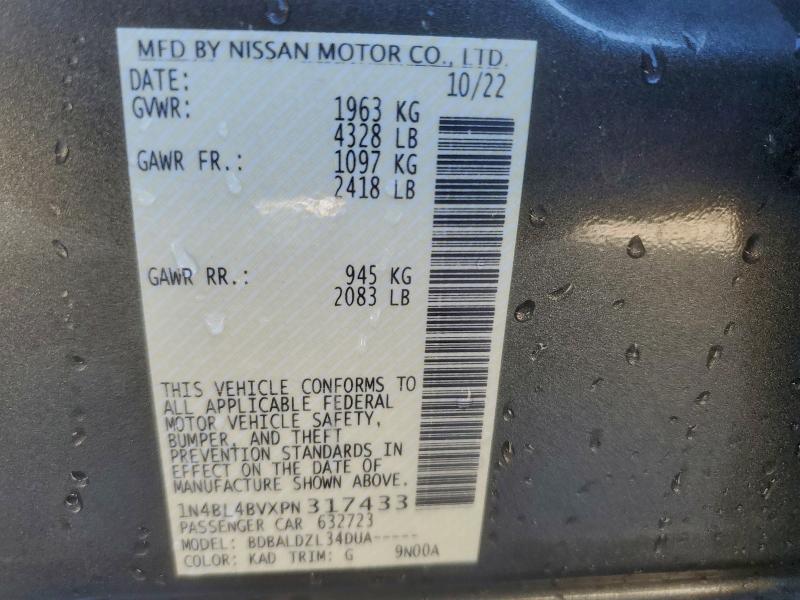 MFD BY NISSAN MOTOR CO., LTD.
DATE: 10/22
GVWR: 1963 KG
4328 LB
GAWR FR.: 1097 KG
2418 LB
GAWR RR.: 945 KG
2083 LB
THIS VEHICLE CONFORMS TO
ALL APPLICABLE FEDERAL
MOTOR VEHICLE SAFETY,
BUMPER, AND THEFT
PREVENTION STANDARDS IN
EFFECT ON THE DATE OF
MANUFACTURE SHOWN ABOVE.
1N4BL4BVXPN317433
PASSENGER CAR 632723
MODEL: BDBALDZL34DUA-----
COLOR: KAD TRIM: G 9N00A